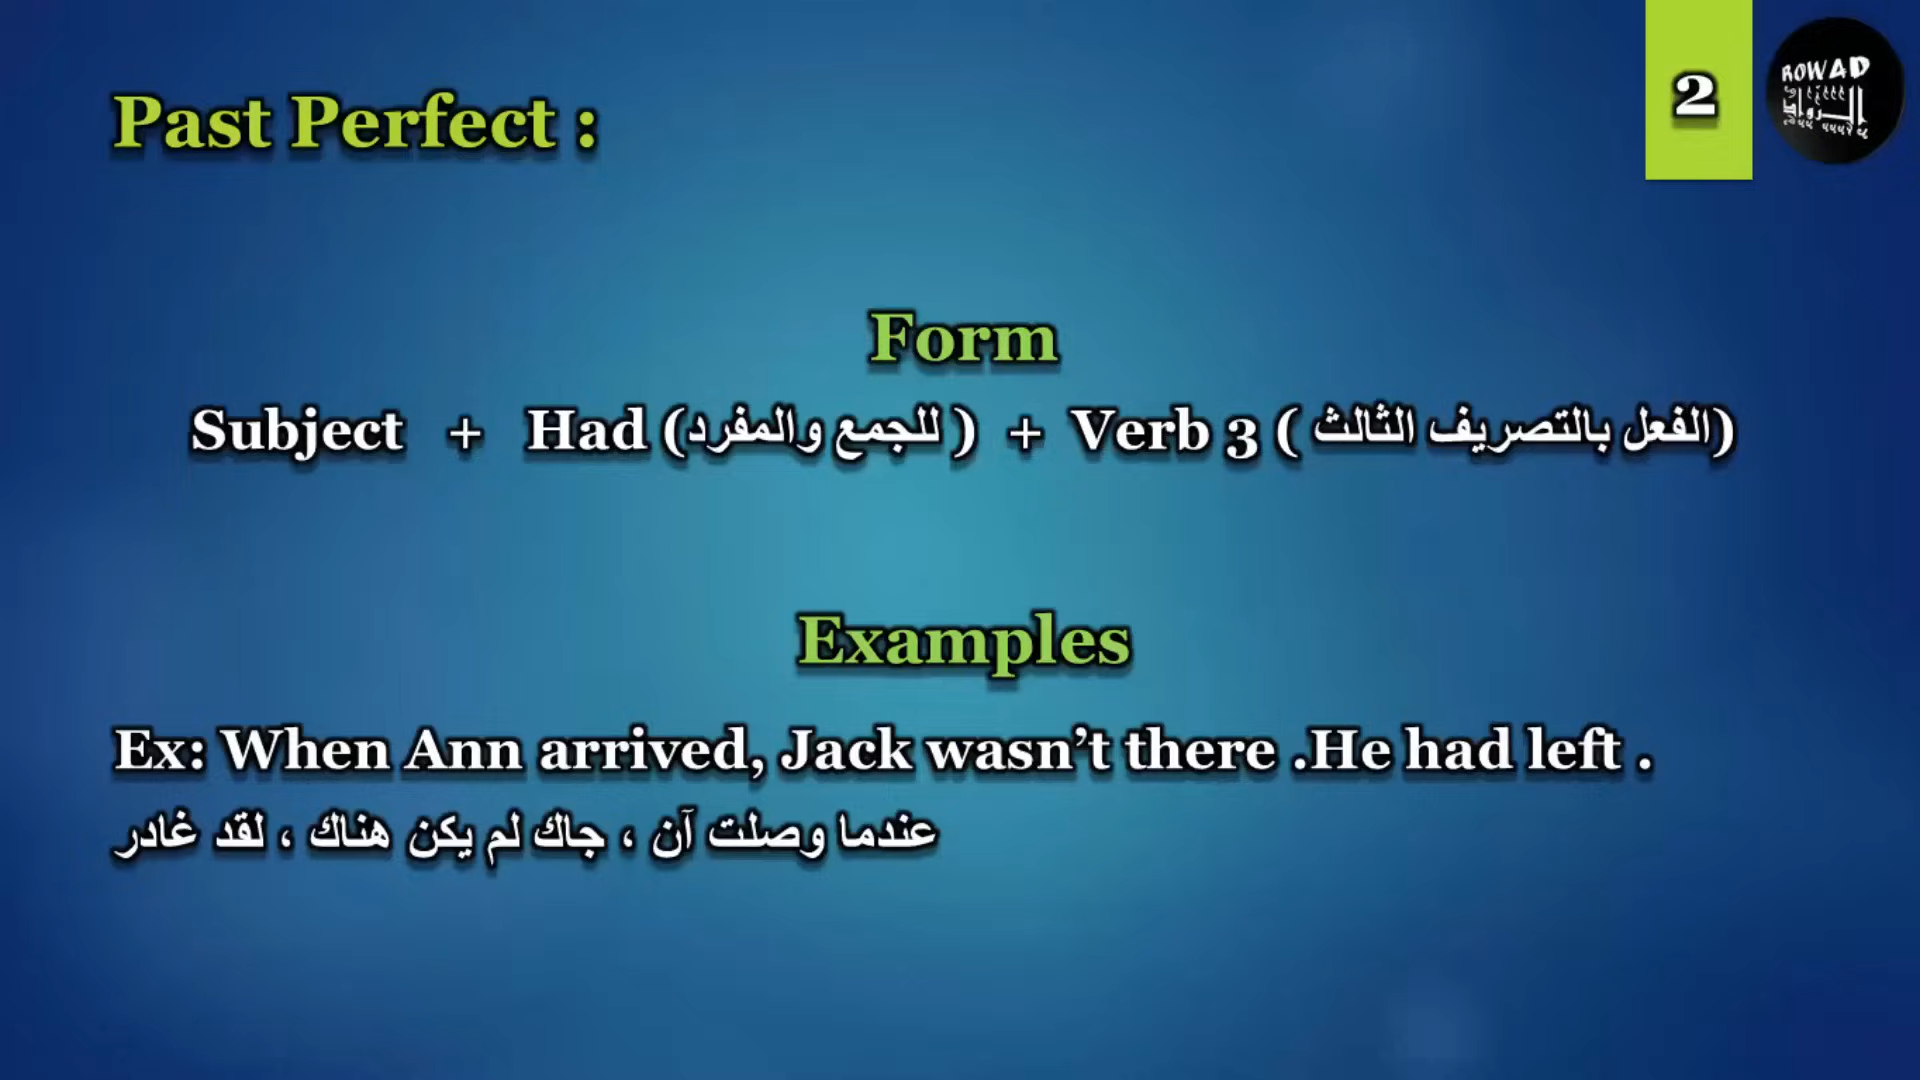 Past Perfect :
2
ROWAD
الرواد
Form
Subject + Had (للجمع والمفرد ) + Verb 3 ( الفعل بالتصريف الثالث)
Examples
Ex: When Ann arrived, Jack wasn’t there .He had left .
عندما وصلت آن ، جاك لم يكن هناك ، لقد غادر